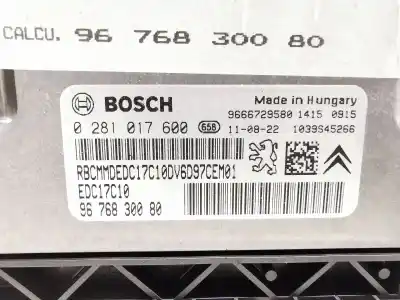 CALCU. 96 768 300 80
BOSCH
Made in Hungary
9666729580 1415 0915
0 281 017 600 658 11-08-22 1039S45266
RBCMMDEDC17C10DV6D97CEM01
EDC17C10
96 768 300 80